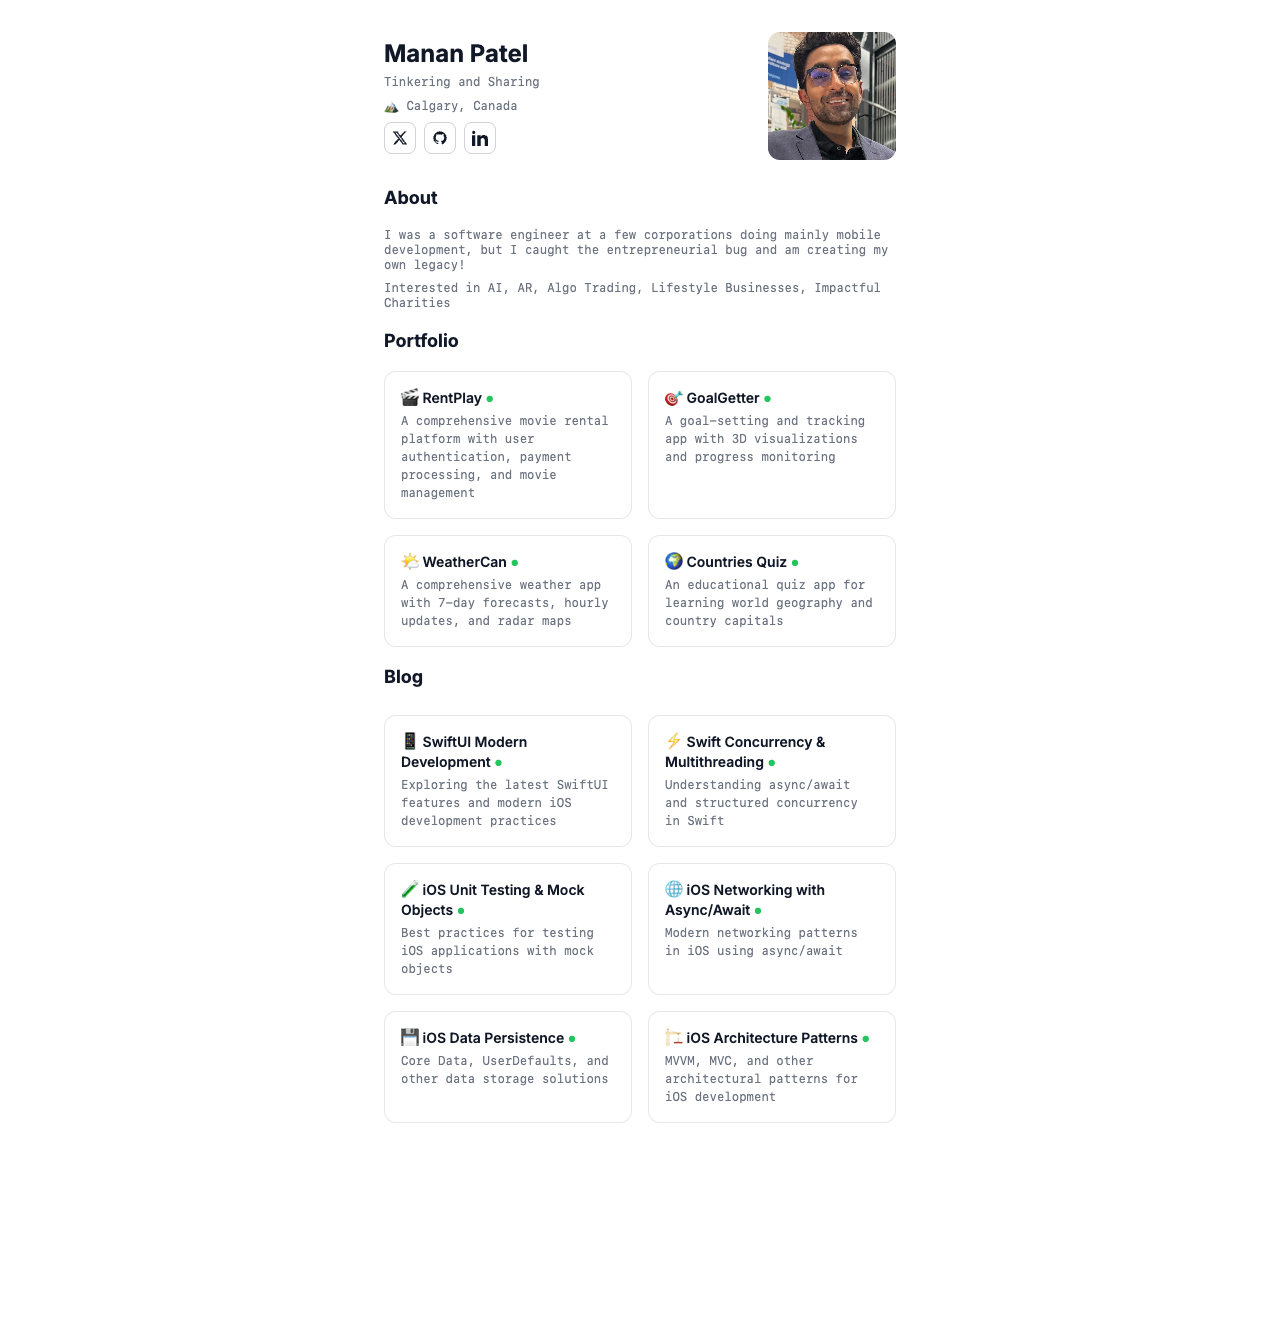 Manan Patel
Tinkering and Sharing
🏔️ Calgary, Canada
About
I was a software engineer at a few corporations doing mainly mobile
development, but I caught the entrepreneurial bug and am creating my
own legacy!
Interested in AI, AR, Algo Trading, Lifestyle Businesses, Impactful
Charities
Portfolio
🎬 RentPlay
A comprehensive movie rental
platform with user
authentication, payment
processing, and movie
management
🎯 GoalGetter
A goal-setting and tracking
app with 3D visualizations
and progress monitoring
🌤️ WeatherCan
A comprehensive weather app
with 7-day forecasts, hourly
updates, and radar maps
🌍 Countries Quiz
An educational quiz app for
learning world geography and
country capitals
Blog
📱 SwiftUI Modern
Development
Exploring the latest SwiftUI
features and modern iOS
development practices
⚡ Swift Concurrency &
Multithreading
Understanding async/await
and structured concurrency
in Swift
🧪 iOS Unit Testing & Mock
Objects
Best practices for testing
iOS applications with mock
objects
🌐 iOS Networking with
Async/Await
Modern networking patterns
in iOS using async/await
💾 iOS Data Persistence
Core Data, UserDefaults, and
other data storage solutions
🏗️ iOS Architecture Patterns
MVVM, MVC, and other
architectural patterns for
iOS development